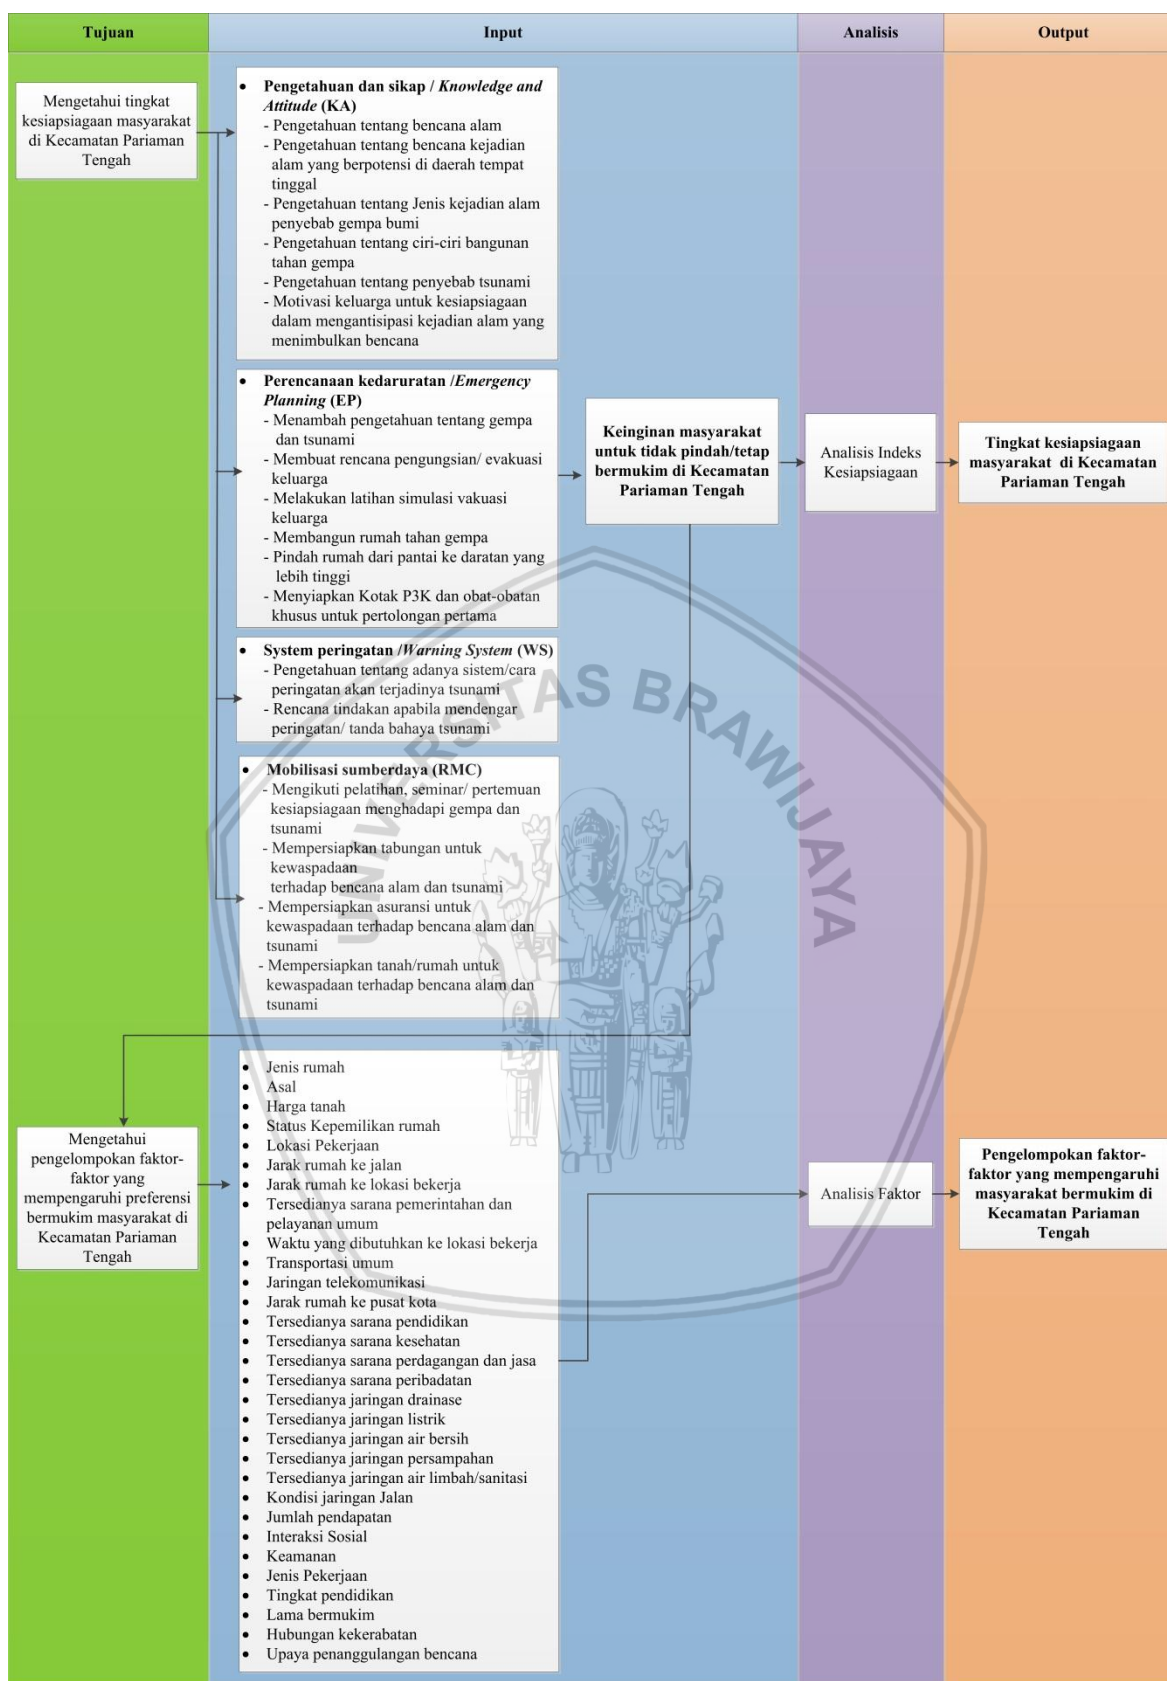 Tujuan
Input
Analisis
Output
Mengetahui tingkat
kesiapsiagaan masyarakat
di Kecamatan Pariaman
Tengah
• Pengetahuan dan sikap / Knowledge and
Attitude (KA)
- Pengetahuan tentang bencana alam
- Pengetahuan tentang bencana kejadian
alam yang berpotensi di daerah tempat
tinggal
- Pengetahuan tentang Jenis kejadian alam
penyebab gempa bumi
- Pengetahuan tentang ciri-ciri bangunan
tahan gempa
- Pengetahuan tentang penyebab tsunami
- Motivasi keluarga untuk kesiapsiagaan
dalam mengantisipasi kejadian alam yang
menimbulkan bencana
• Perencanaan kedaruratan /Emergency
Planning (EP)
- Menambah pengetahuan tentang gempa
dan tsunami
- Membuat rencana pengungsian/ evakuasi
keluarga
- Melakukan latihan simulasi vakuasi
keluarga
- Membangun rumah tahan gempa
- Pindah rumah dari pantai ke daratan yang
lebih tinggi
- Menyiapkan Kotak P3K dan obat-obatan
khusus untuk pertolongan pertama
• System peringatan /Warning System (WS)
- Pengetahuan tentang adanya sistem/cara
peringatan akan terjadinya tsunami
- Rencana tindakan apabila mendengar
peringatan/ tanda bahaya tsunami
• Mobilisasi sumberdaya (RMC)
- Mengikuti pelatihan, seminar/ pertemuan
kesiapsiagaan menghadapi gempa dan
tsunami
- Mempersiapkan tabungan untuk
kewaspadaan
terhadap bencana alam dan tsunami
- Mempersiapkan asuransi untuk
kewaspadaan terhadap bencana alam dan
tsunami
- Mempersiapkan tanah/rumah untuk
kewaspadaan terhadap bencana alam dan
tsunami
Keinginan masyarakat
untuk tidak pindah/tetap
bermukim di Kecamatan
Pariaman Tengah
Analisis Indeks
Kesiapsiagaan
Tingkat kesiapsiagaan
masyarakat di Kecamatan
Pariaman Tengah
UNIVERSITAS BRAWIJAYA
Mengetahui
pengelompokan faktor-
faktor yang
mempengaruhi preferensi
bermukim masyarakat di
Kecamatan Pariaman
Tengah
• Jenis rumah
• Asal
• Harga tanah
• Status Kepemilikan rumah
• Lokasi Pekerjaan
• Jarak rumah ke jalan
• Jarak rumah ke lokasi bekerja
• Tersedianya sarana pemerintahan dan
pelayanan umum
• Waktu yang dibutuhkan ke lokasi bekerja
• Transportasi umum
• Jaringan telekomunikasi
• Jarak rumah ke pusat kota
• Tersedianya sarana pendidikan
• Tersedianya sarana kesehatan
• Tersedianya sarana perdagangan dan jasa
• Tersedianya sarana peribadatan
• Tersedianya jaringan drainase
• Tersedianya jaringan listrik
• Tersedianya jaringan air bersih
• Tersedianya jaringan persampahan
• Tersedianya jaringan air limbah/sanitasi
• Kondisi jaringan Jalan
• Jumlah pendapatan
• Interaksi Sosial
• Keamanan
• Jenis Pekerjaan
• Tingkat pendidikan
• Lama bermukim
• Hubungan kekerabatan
• Upaya penanggulangan bencana
Analisis Faktor
Pengelompokan faktor-
faktor yang mempengaruhi
masyarakat bermukim di
Kecamatan Pariaman
Tengah